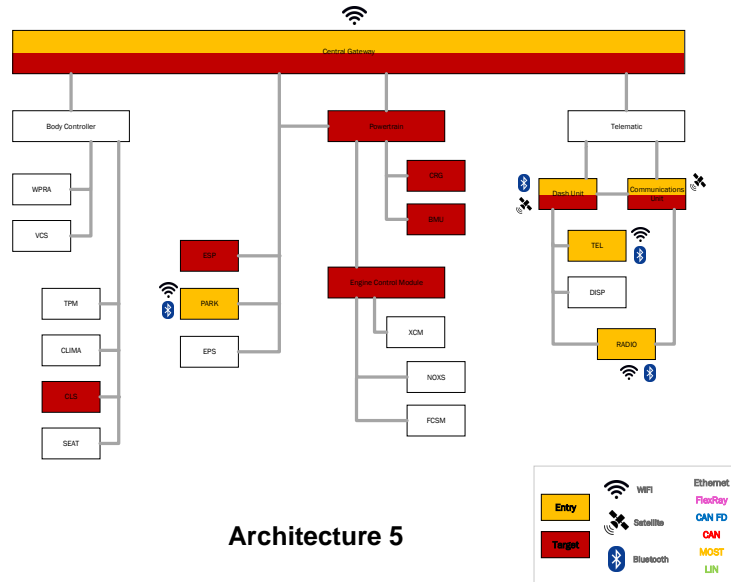 Central Gateway
Body Controller
Powertrain
Telematic
WPRA
VCS
CRG
BMU
Dash Unit
Communications
Unit
TEL
DISP
RADIO
ESP
PARK
EPS
Engine Control Module
XCM
NOXS
FCSM
TPM
CLIMA
CLS
SEAT
Architecture 5
Entry
Target
WiFi
Satellite
Bluetooth
Ethernet
FlexRay
CAN FD
CAN
MOST
LIN